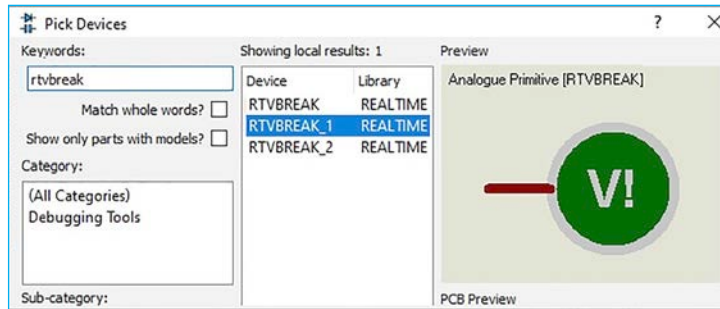 Pick Devices
?
X
Keywords:
rtvbreak
Match whole words?
Show only parts with models?
Category:
(All Categories)
Debugging Tools
Sub-category:
Showing local results: 1
Device Library
RTVBREAK REALTIME
RTVBREAK_1 REALTIME
RTVBREAK_2 REALTIME
Preview
Analogue Primitive [RTVBREAK]
V!
PCB Preview